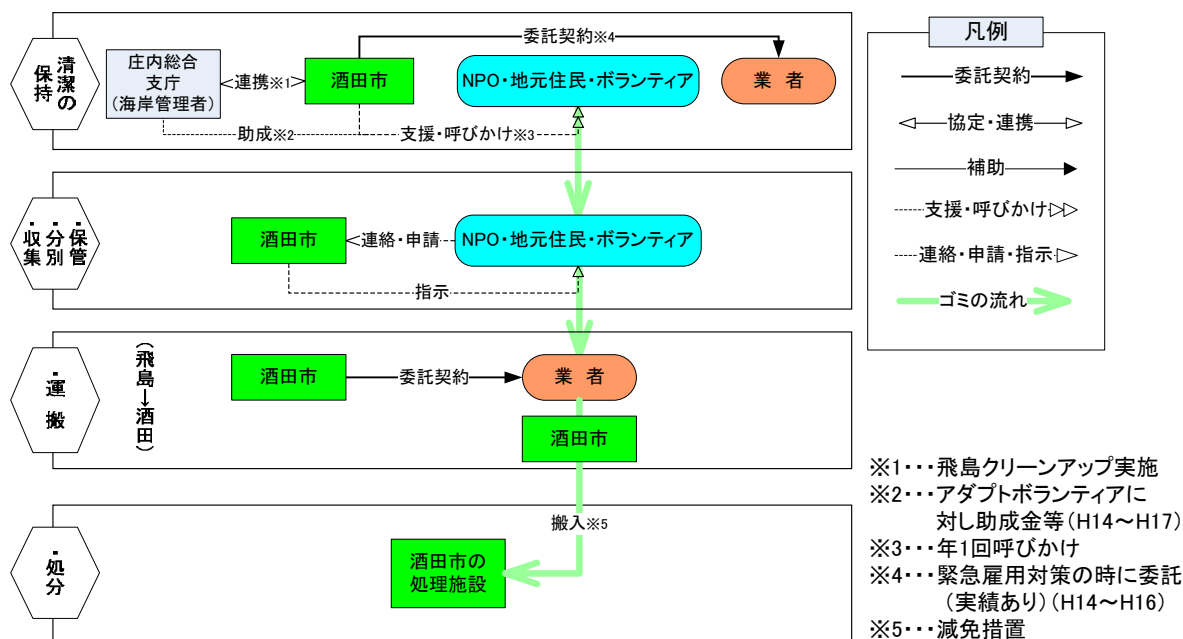 清潔の
保持
庄内総合
支庁
(海岸管理者)
連携※1
酒田市
委託契約※4
NPO・地元住民・ボランティア
業 者
助成※2
支援・呼びかけ※3
・収集
・分別
・保管
酒田市
連絡・申請
NPO・地元住民・ボランティア
指示
・運搬
(飛島→酒田)
酒田市
委託契約
業 者
酒田市
・処分
搬入※5
酒田市の
処理施設
凡例
委託契約
協定・連携
補助
支援・呼びかけ
連絡・申請・指示
ゴミの流れ
※1・・・飛島クリーンアップ実施
※2・・・アダプトボランティアに
対し助成金等(H14~H17)
※3・・・年1回呼びかけ
※4・・・緊急雇用対策の時に委託
(実績あり)(H14~H16)
※5・・・減免措置